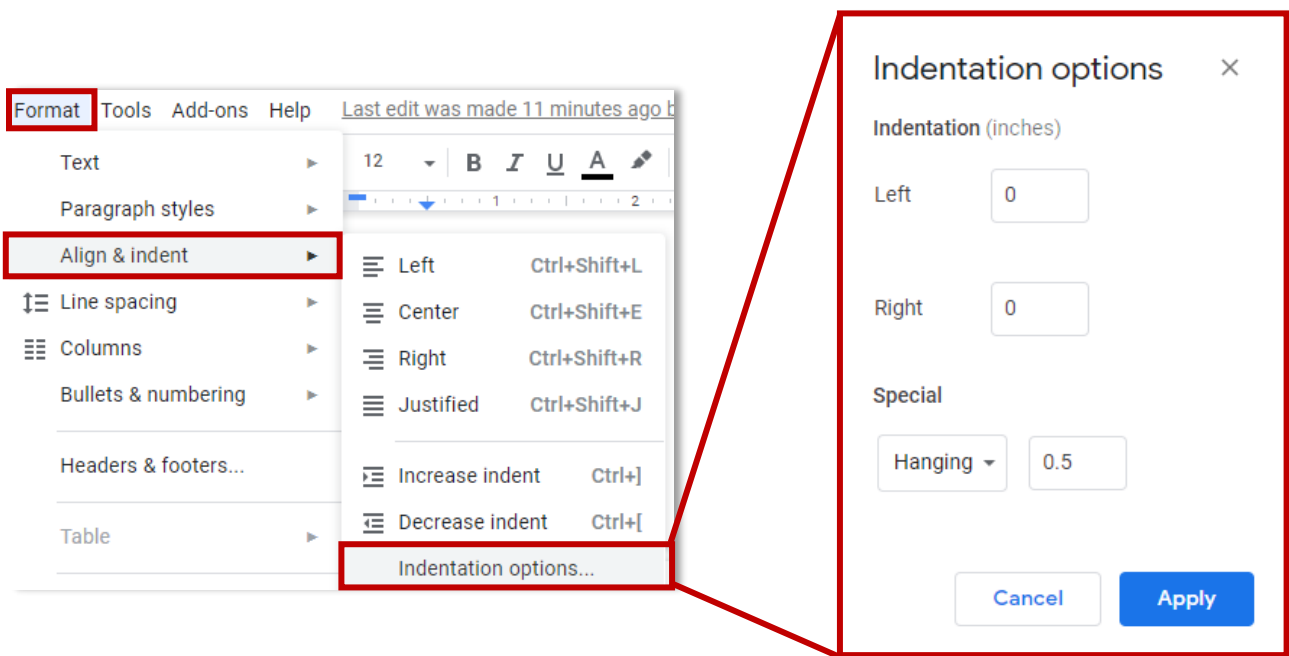 Format Tools Add-ons Help Last edit was made 11 minutes ago b
Text
Paragraph styles
Align & indent
Line spacing
Columns
Bullets & numbering
Headers & footers...
Table
12 B I U A
1 2
Left Ctrl+Shift+L
Center Ctrl+Shift+E
Right Ctrl+Shift+R
Justified Ctrl+Shift+J
Increase indent Ctrl+]
Decrease indent Ctrl+[
Indentation options...
Indentation options ×
Indentation (inches)
Left 0
Right 0
Special
Hanging 0.5
Cancel Apply